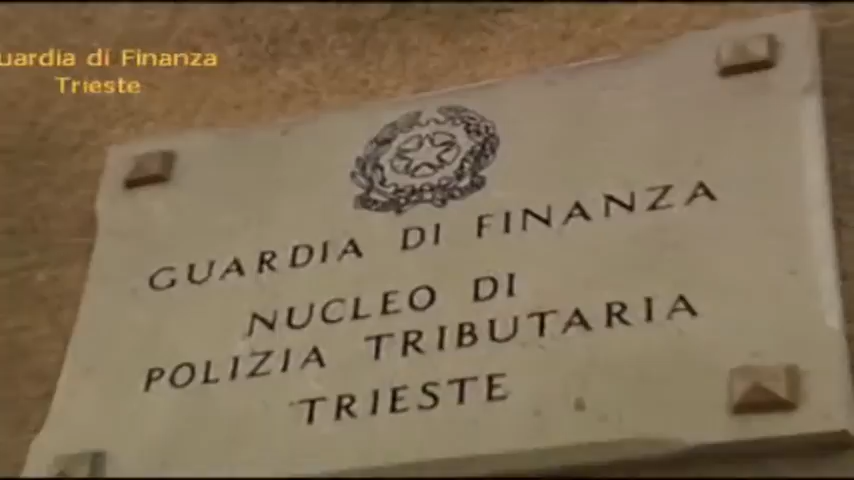 uardia di Finanza
Trieste
GUARDIA DI FINANZA
NUCLEO DI
POLIZIA TRIBUTARIA
TRIESTE